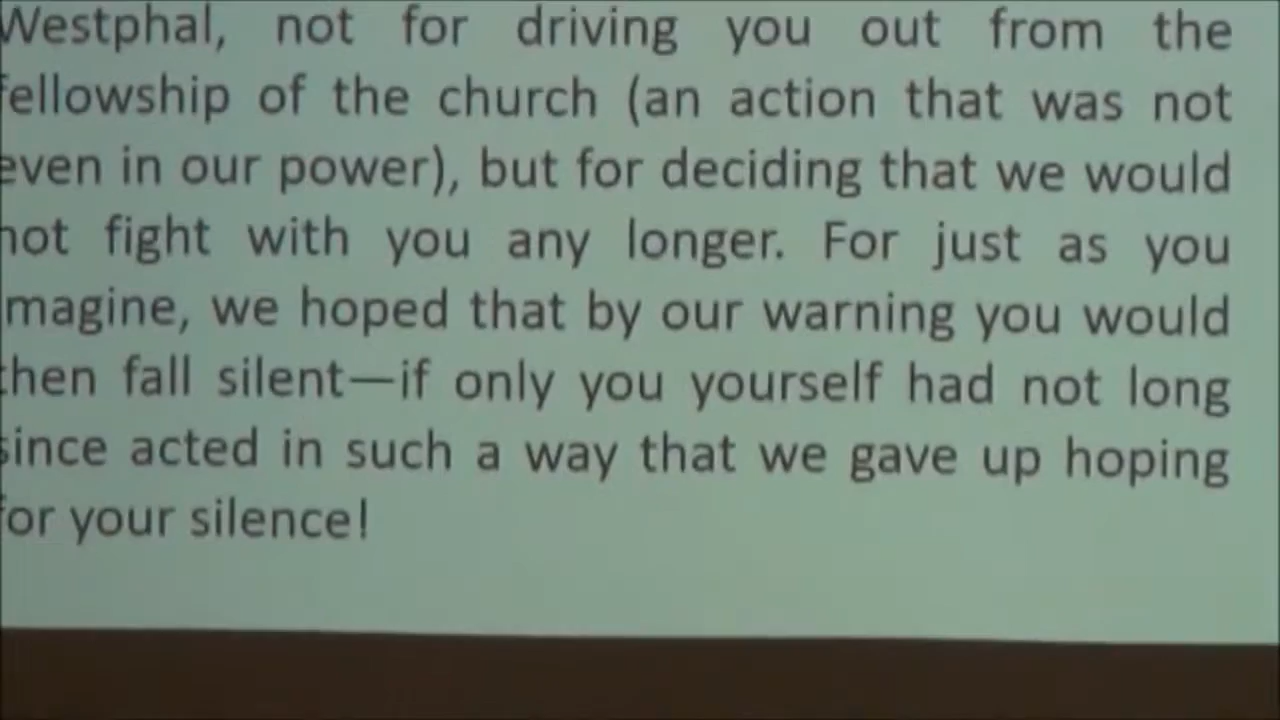 Westphal, not for driving you out from the
fellowship of the church (an action that was not
even in our power), but for deciding that we would
not fight with you any longer. For just as you
imagine, we hoped that by our warning you would
then fall silent—if only you yourself had not long
since acted in such a way that we gave up hoping
for your silence!